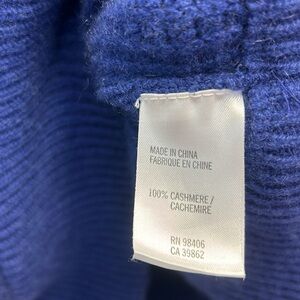 MADE IN CHINA
FABRIQUE EN CHINE
100% CASHMERE/
CACHEMIRE
RN 98406
CA 39862